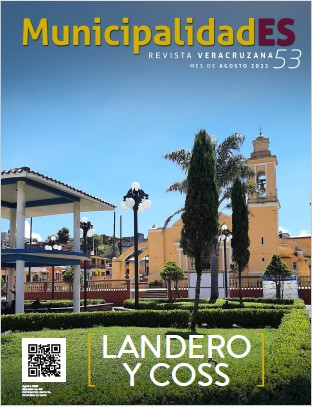 MunicipalidadES
REVISTA VERACRUZANA 53
MES DE AGOSTO 2023
LANDERO
Y COSS